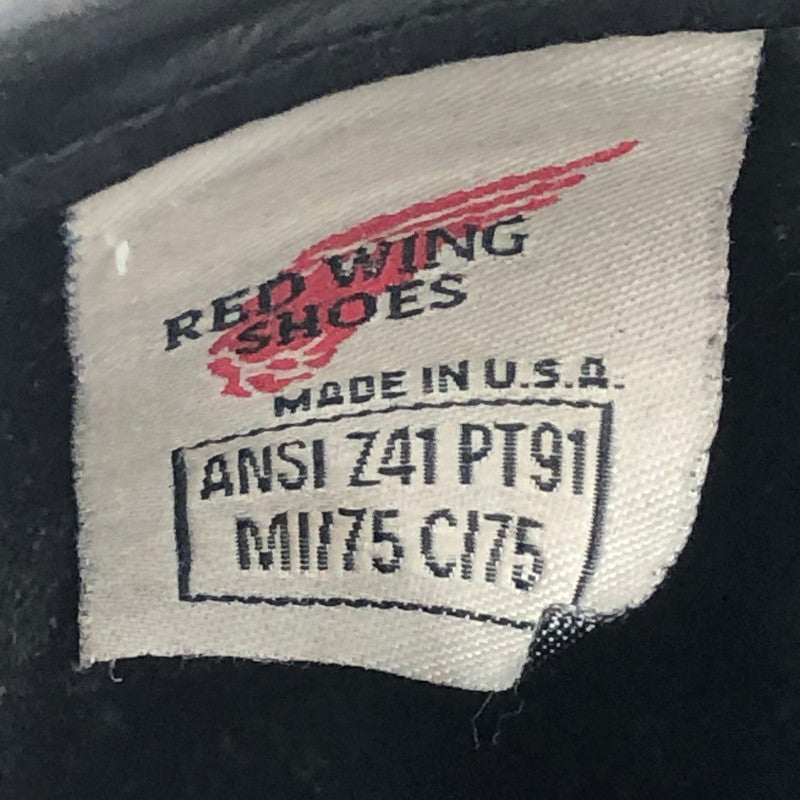 RED WING
SHOES
MADE IN U.S.A.
ANSI Z41 PT91
MI/75 C/75